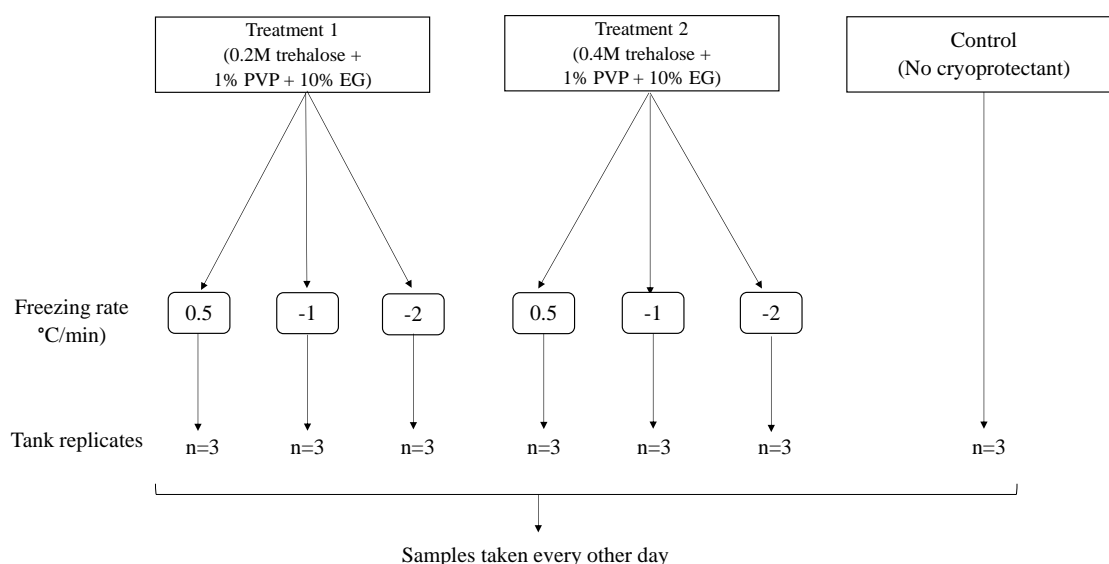 Treatment 1
(0.2M trehalose +
1% PVP + 10% EG)
Treatment 2
(0.4M trehalose +
1% PVP + 10% EG)
Control
(No cryoprotectant)
Freezing rate
°C/min)
0.5
-1
-2
0.5
-1
-2
Tank replicates
n=3
n=3
n=3
n=3
n=3
n=3
n=3
Samples taken every other day